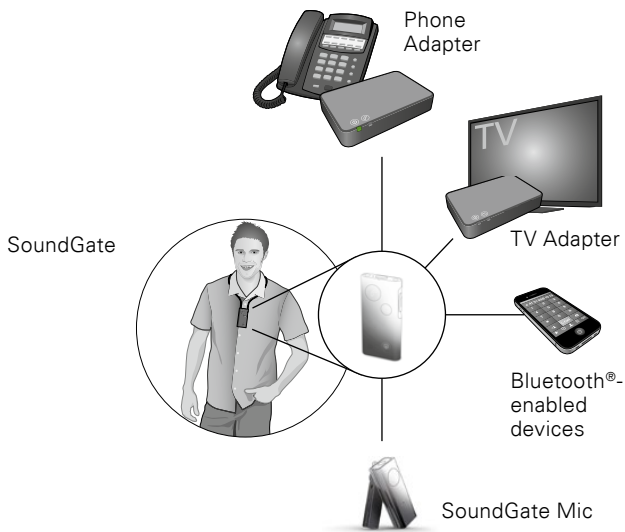 Phone
Adapter
TV
TV Adapter
SoundGate
Bluetooth®-
enabled
devices
SoundGate Mic